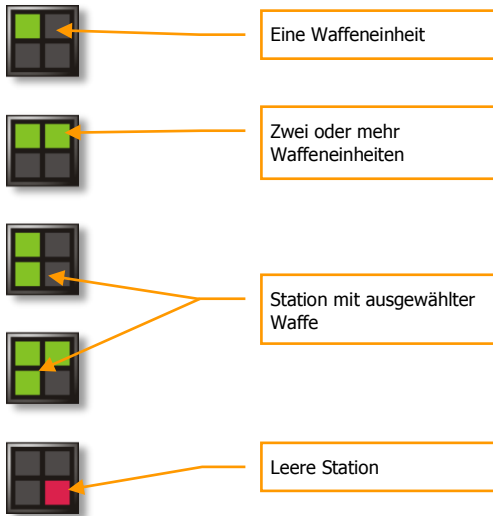 Eine Waffeneinheit
Zwei oder mehr
Waffeneinheiten
Station mit ausgewählter
Waffe
Leere Station